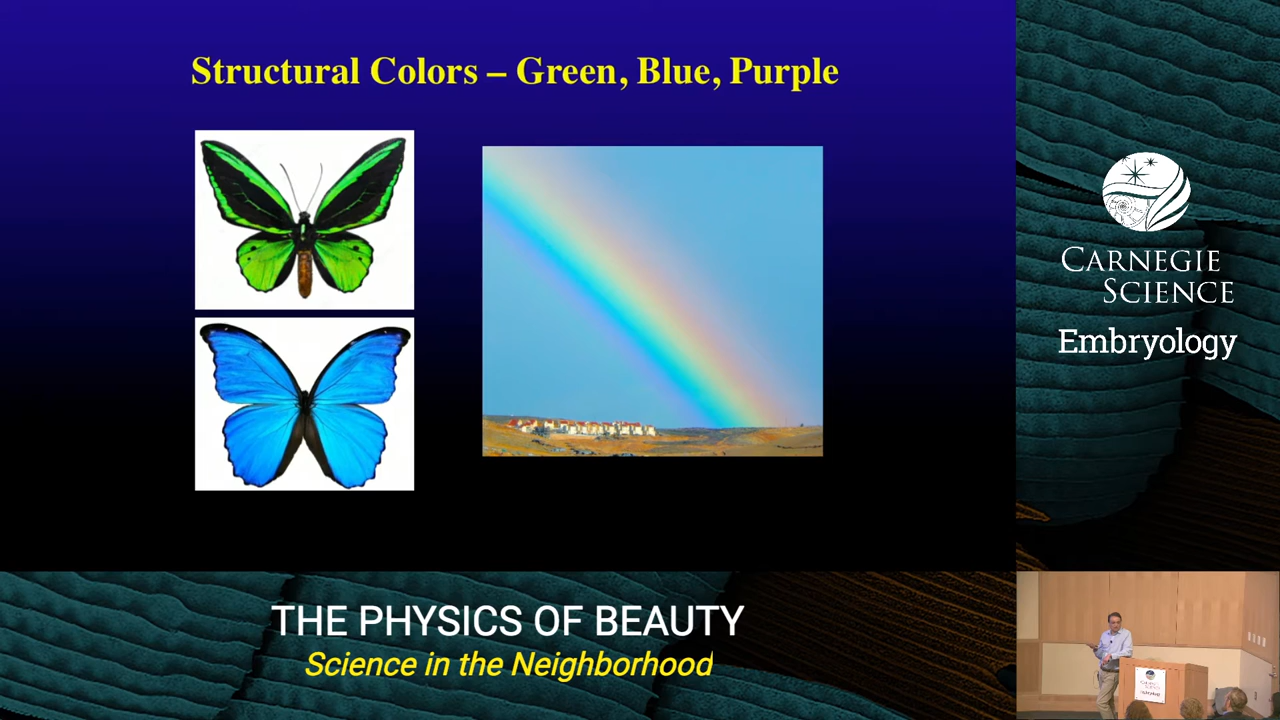 Structural Colors – Green, Blue, Purple
CARNEGIE
SCIENCE
Embryology
THE PHYSICS OF BEAUTY
Science in the Neighborhood